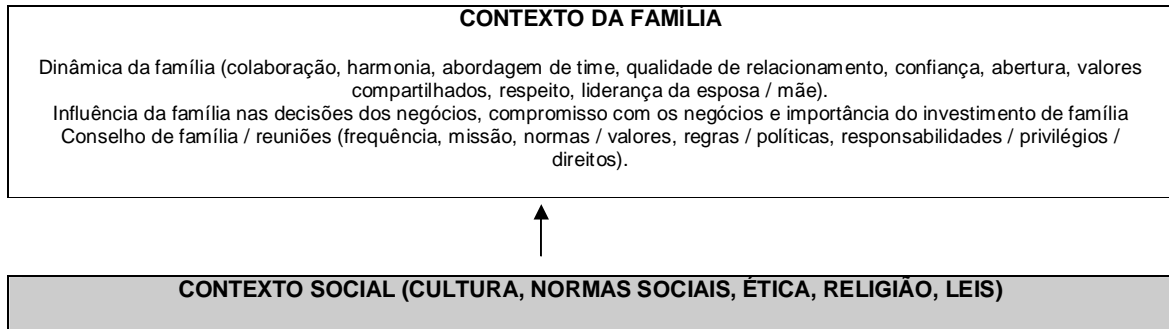 CONTEXTO DA FAMÍLIA
Dinâmica da família (colaboração, harmonia, abordagem de time, qualidade de relacionamento, confiança, abertura, valores
compartilhados, respeito, liderança da esposa / mãe).
Influência da família nas decisões dos negócios, compromisso com os negócios e importância do investimento de família
Conselho de família / reuniões (frequência, missão, normas / valores, regras / políticas, responsabilidades / privilégios /
direitos).
CONTEXTO SOCIAL (CULTURA, NORMAS SOCIAIS, ÉTICA, RELIGIÃO, LEIS)